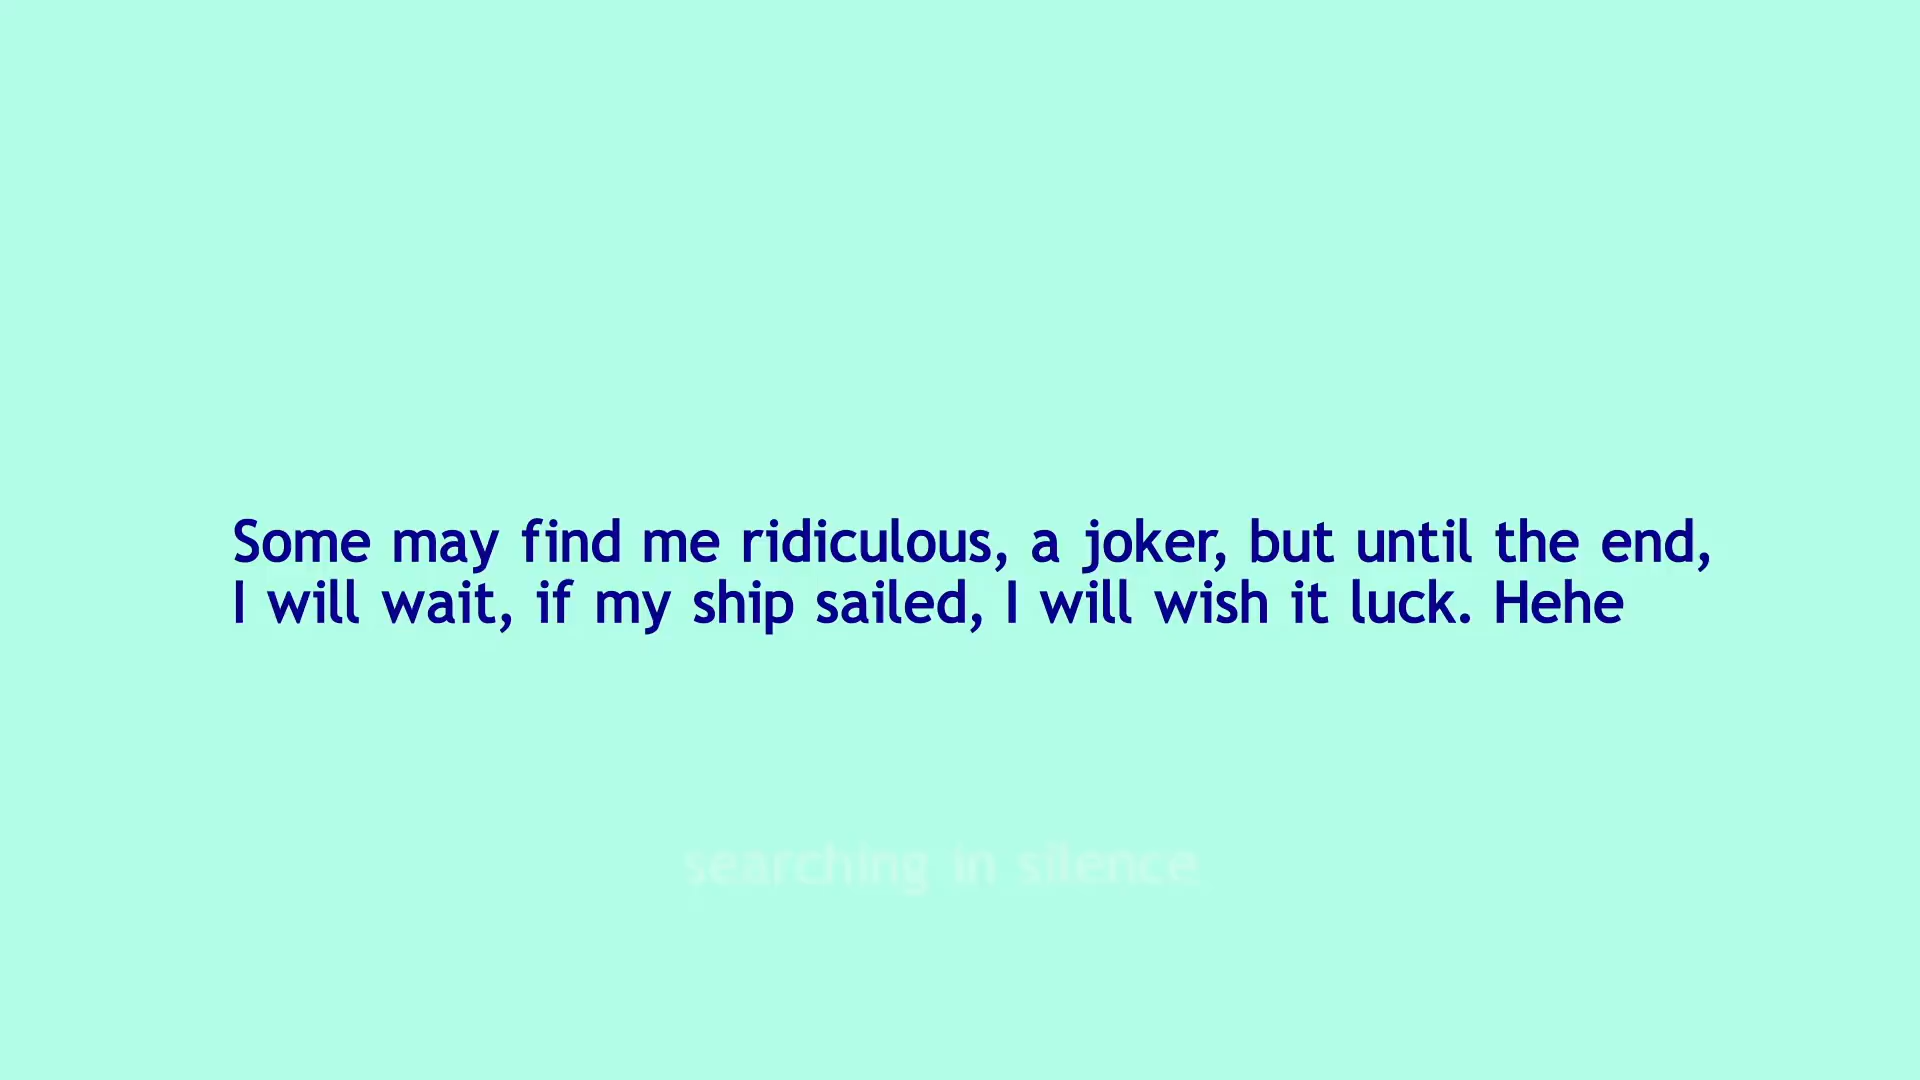 Some may find me ridiculous, a joker, but until the end,
I will wait, if my ship sailed, I will wish it luck. Hehe
searching in silence